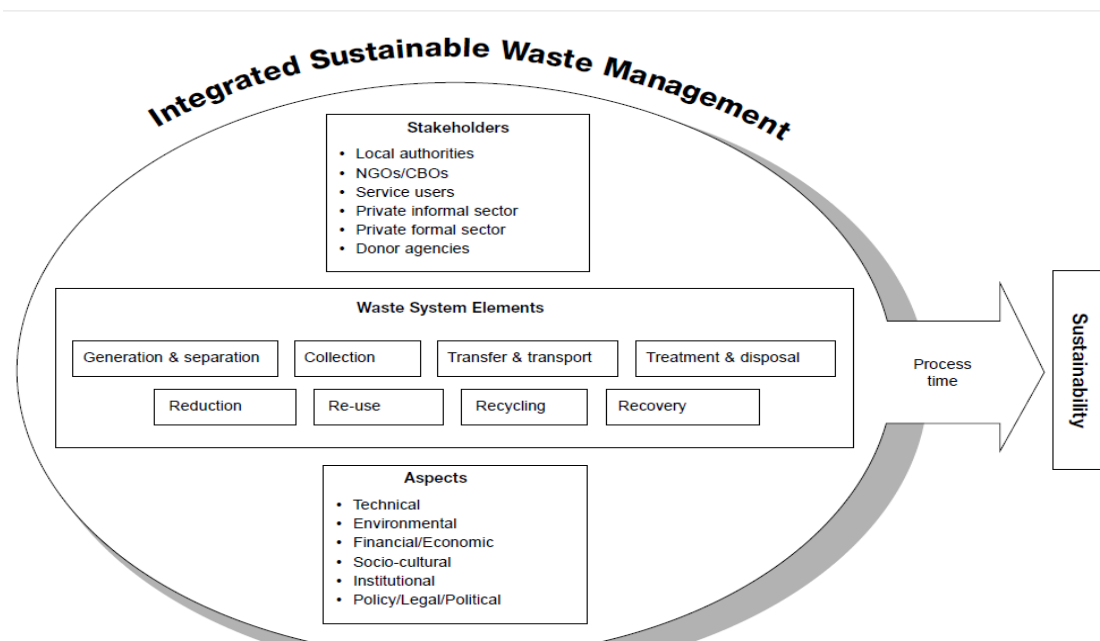 Integrated Sustainable Waste Management
Stakeholders
• Local authorities
• NGOs/CBOs
• Service users
• Private informal sector
• Private formal sector
• Donor agencies
Waste System Elements
Generation & separation
Collection
Transfer & transport
Treatment & disposal
Reduction
Re-use
Recycling
Recovery
Aspects
• Technical
• Environmental
• Financial/Economic
• Socio-cultural
• Institutional
• Policy/Legal/Political
Process
time
Sustainability